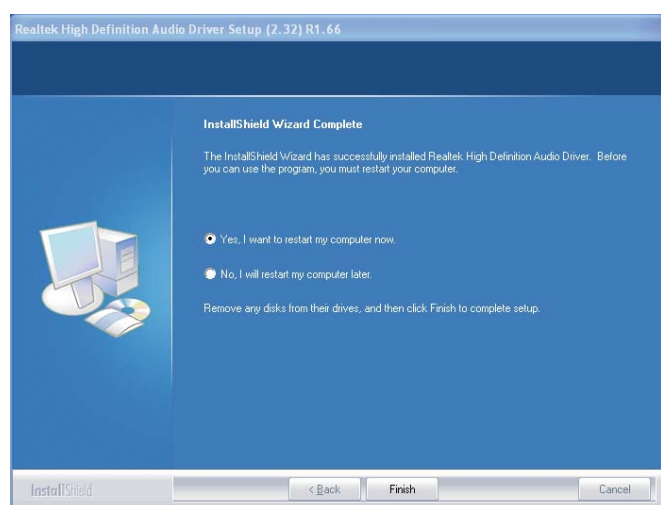 Realtek High Definition Audio Driver Setup (2.32) R1.66
InstallShield Wizard Complete
The InstallShield Wizard has successfully installed Realtek High Definition Audio Driver. Before
you can use the program, you must restart your computer.
Yes, I want to restart my computer now.
No, I will restart my computer later.
Remove any disks from their drives, and then click Finish to complete setup.
InstallShield
< Back
Finish
Cancel